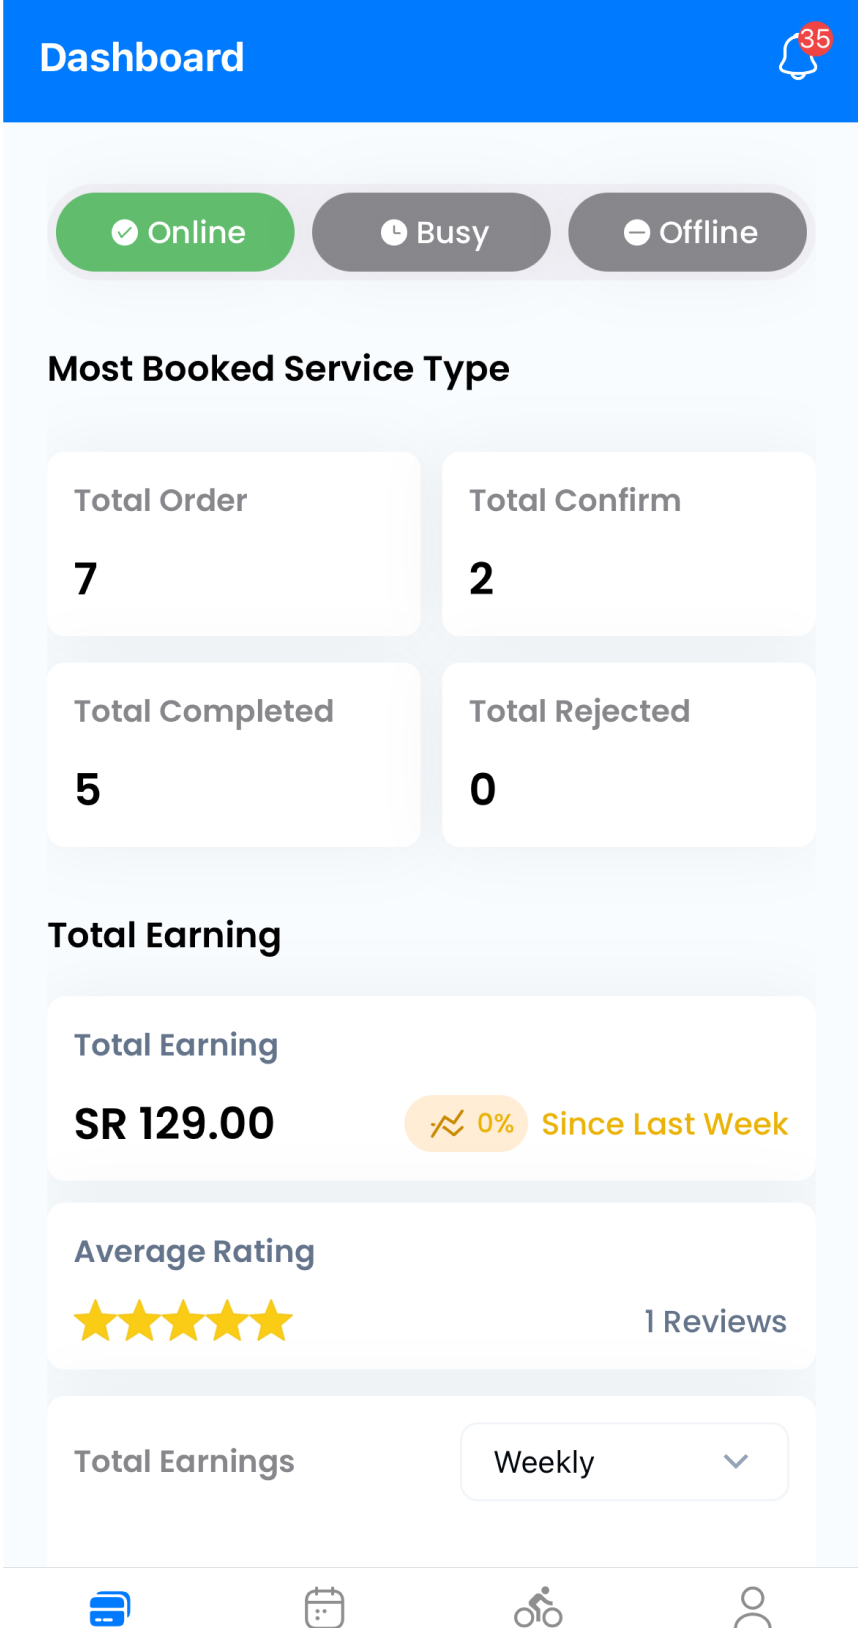 Dashboard
35
Online
Busy
Offline
Most Booked Service Type
Total Order
Total Confirm
7
2
Total Completed
Total Rejected
5
0
Total Earning
Total Earning
SR 129.00
0%
Since Last Week
Average Rating
1 Reviews
Total Earnings
Weekly